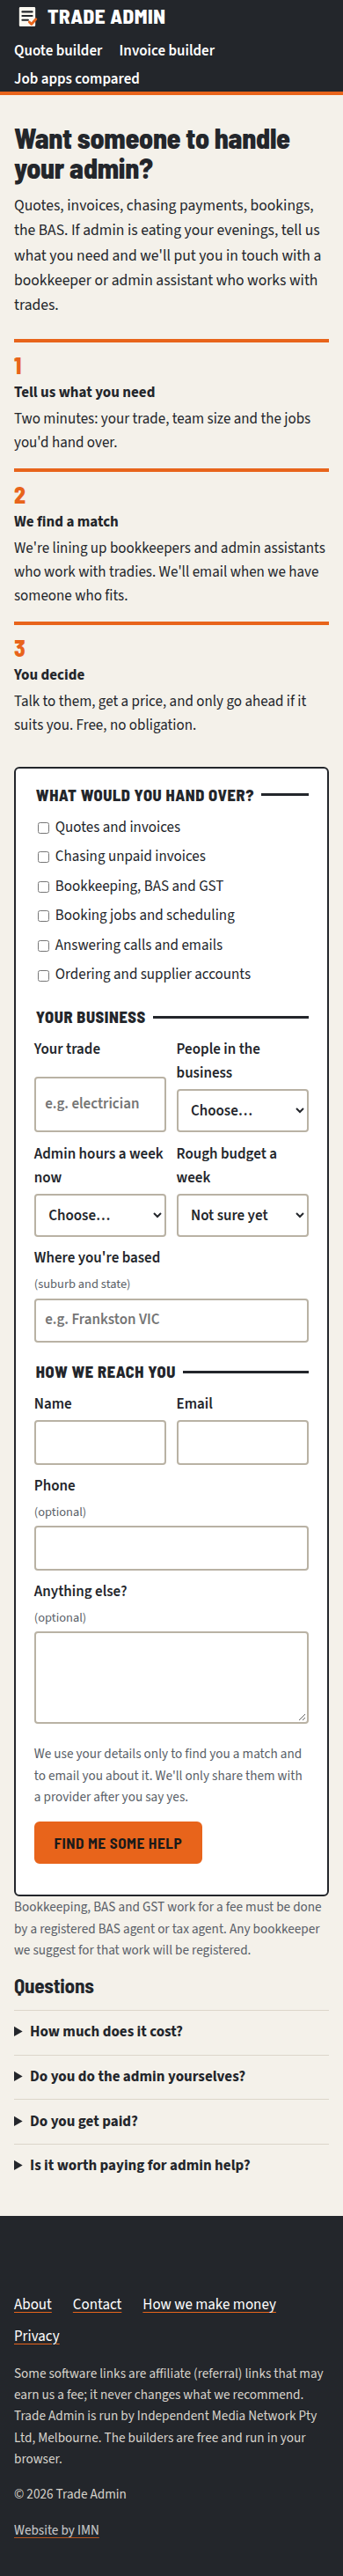 TRADE ADMIN
Quote builder Invoice builder
Job apps compared
Want someone to handle
your admin?
Quotes, invoices, chasing payments, bookings,
the BAS. If admin is eating your evenings, tell us
what you need and we'll put you in touch with a
bookkeeper or admin assistant who works with
trades.
1
Tell us what you need
Two minutes: your trade, team size and the jobs
you'd hand over.
2
We find a match
We're lining up bookkeepers and admin assistants
who work with tradies. We'll email when we have
someone who fits.
3
You decide
Talk to them, get a price, and only go ahead if it
suits you. Free, no obligation.
WHAT WOULD YOU HAND OVER?
Quotes and invoices
Chasing unpaid invoices
Bookkeeping, BAS and GST
Booking jobs and scheduling
Answering calls and emails
Ordering and supplier accounts
YOUR BUSINESS
Your trade
e.g. electrician
People in the
business
Choose...
Admin hours a week
now
Choose...
Rough budget a
week
Not sure yet
Where you're based
(suburb and state)
e.g. Frankston VIC
HOW WE REACH YOU
Name Email
Phone
(optional)
Anything else?
(optional)
We use your details only to find you a match and
to email you about it. We'll only share them with
a provider after you say yes.
FIND ME SOME HELP
Bookkeeping, BAS and GST work for a fee must be done
by a registered BAS agent or tax agent. Any bookkeeper
we suggest for that work will be registered.
Questions
How much does it cost?
Do you do the admin yourselves?
Do you get paid?
Is it worth paying for admin help?
About Contact How we make money
Privacy
Some software links are affiliate (referral) links that may
earn us a fee; it never changes what we recommend.
Trade Admin is run by Independent Media Network Pty
Ltd, Melbourne. The builders are free and run in your
browser.
© 2026 Trade Admin
Website by IMN